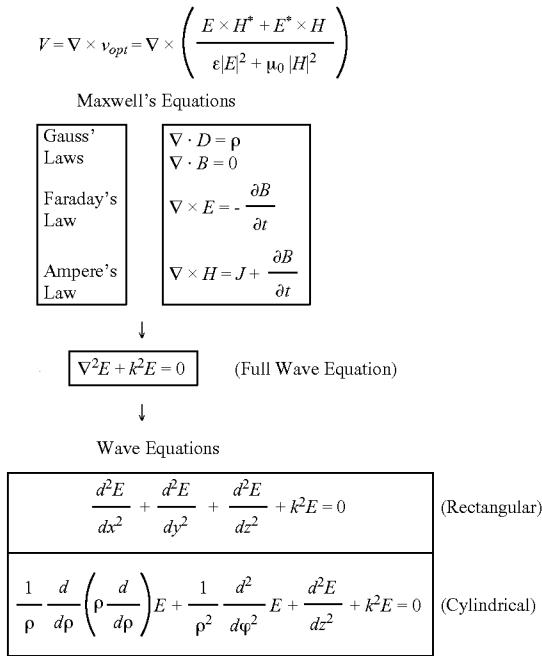 V = ∇ × v_opt = ∇ × ( (E × H* + E* × H) / (ε|E|² + μ₀ |H|²) )
Maxwell's Equations
Gauss' Laws
∇ · D = ρ
∇ · B = 0
Faraday's Law
∇ × E = - ∂B/∂t
Ampere's Law
∇ × H = J + ∂B/∂t
↓
∇²E + k²E = 0 (Full Wave Equation)
↓
Wave Equations
d²E/dx² + d²E/dy² + d²E/dz² + k²E = 0 (Rectangular)
1/ρ d/dρ (ρ d/dρ) E + 1/ρ² d²/dφ² E + d²E/dz² + k²E = 0 (Cylindrical)